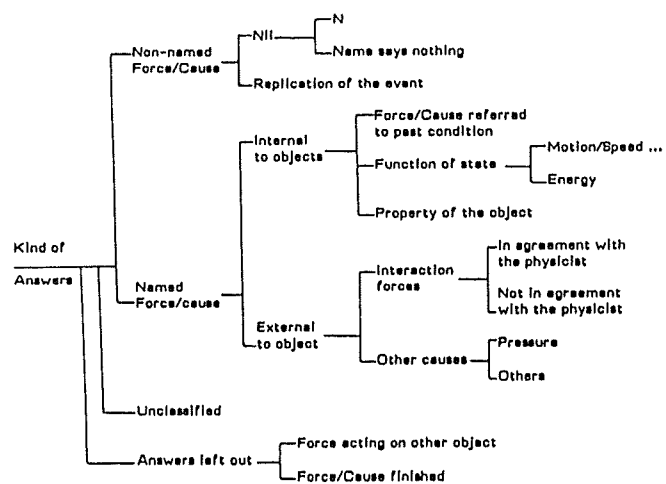 N
Nil
Name says nothing
Non-named
Force/Cause
Replication of the event
Force/Cause referred
to past condition
Internal
to objects
Motion/Speed ...
Function of state
Energy
Property of the object
Kind of
Answers
In agreement with
the physicist
Interaction
forces
Named
Force/cause
Not in agreement
with the physicist
External
to object
Pressure
Other causes
Others
Unclassified
Force acting on other object
Answers left out
Force/Cause finished